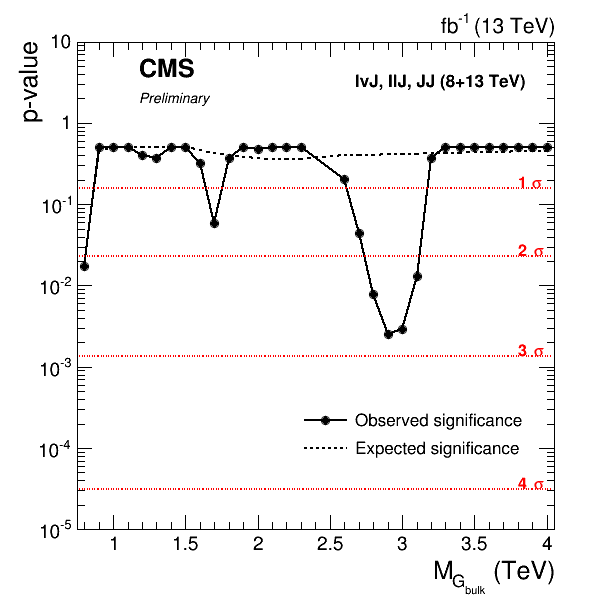 fb⁻¹ (13 TeV)
CMS
Preliminary
lνJ, llJ, JJ (8+13 TeV)
p-value
10
1
10⁻¹
10⁻²
10⁻³
10⁻⁴
10⁻⁵
1 σ
2 σ
3 σ
4 σ
Observed significance
Expected significance
1 1.5 2 2.5 3 3.5 4
M_G_bulk (TeV)